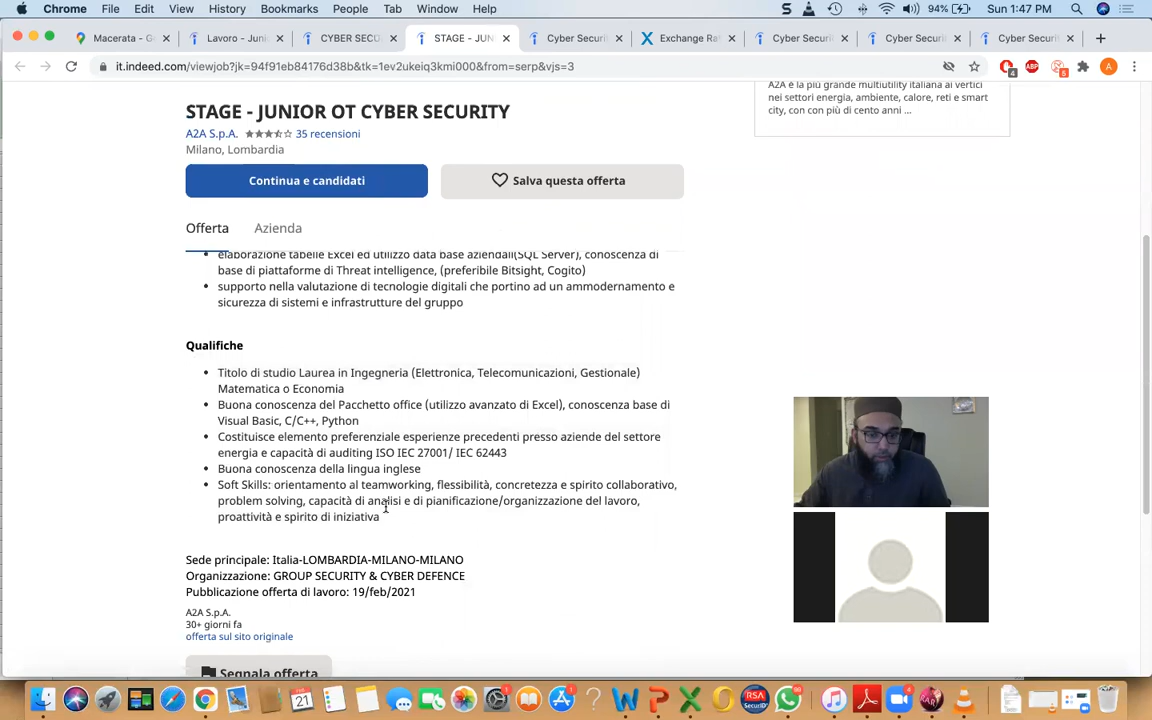 Chrome File Edit View History Bookmarks People Tab Window Help 94% Sun 1:47 PM
Macerata - G Lavoro - Juni CYBER SECU STAGE - JUN Cyber Securi Exchange Ra Cyber Securi Cyber Securi Cyber Securi
it.indeed.com/viewjob?jk=94f91eb84176d38b&tk=1ev2ukeiq3kmi000&from=serp&vjs=3
STAGE - JUNIOR OT CYBER SECURITY
A2A S.p.A. 35 recensioni
Milano, Lombardia
Continua e candidati
Salva questa offerta
Offerta Azienda
A2A è la più grande multiutility italiana ai vertici
nei settori energia, ambiente, calore, reti e smart
city, con con più di cento anni ...
elaborazione tabelle Excel ed utilizzo data base aziendali(SQL Server), conoscenza di
base di piattaforme di Threat intelligence, (preferibile Bitsight, Cogito)
supporto nella valutazione di tecnologie digitali che portino ad un ammodernamento e
sicurezza di sistemi e infrastrutture del gruppo
Qualifiche
Titolo di studio Laurea in Ingegneria (Elettronica, Telecomunicazioni, Gestionale)
Matematica o Economia
Buona conoscenza del Pacchetto office (utilizzo avanzato di Excel), conoscenza base di
Visual Basic, C/C++, Python
Costituisce elemento preferenziale esperienze precedenti presso aziende del settore
energia e capacità di auditing ISO IEC 27001/ IEC 62443
Buona conoscenza della lingua inglese
Soft Skills: orientamento al teamworking, flessibilità, concretezza e spirito collaborativo,
problem solving, capacità di analisi e di pianificazione/organizzazione del lavoro,
proattività e spirito di iniziativa
Sede principale: Italia-LOMBARDIA-MILANO-MILANO
Organizzazione: GROUP SECURITY & CYBER DEFENCE
Pubblicazione offerta di lavoro: 19/feb/2021
A2A S.p.A.
30+ giorni fa
offerta sul sito originale
Segnala offerta